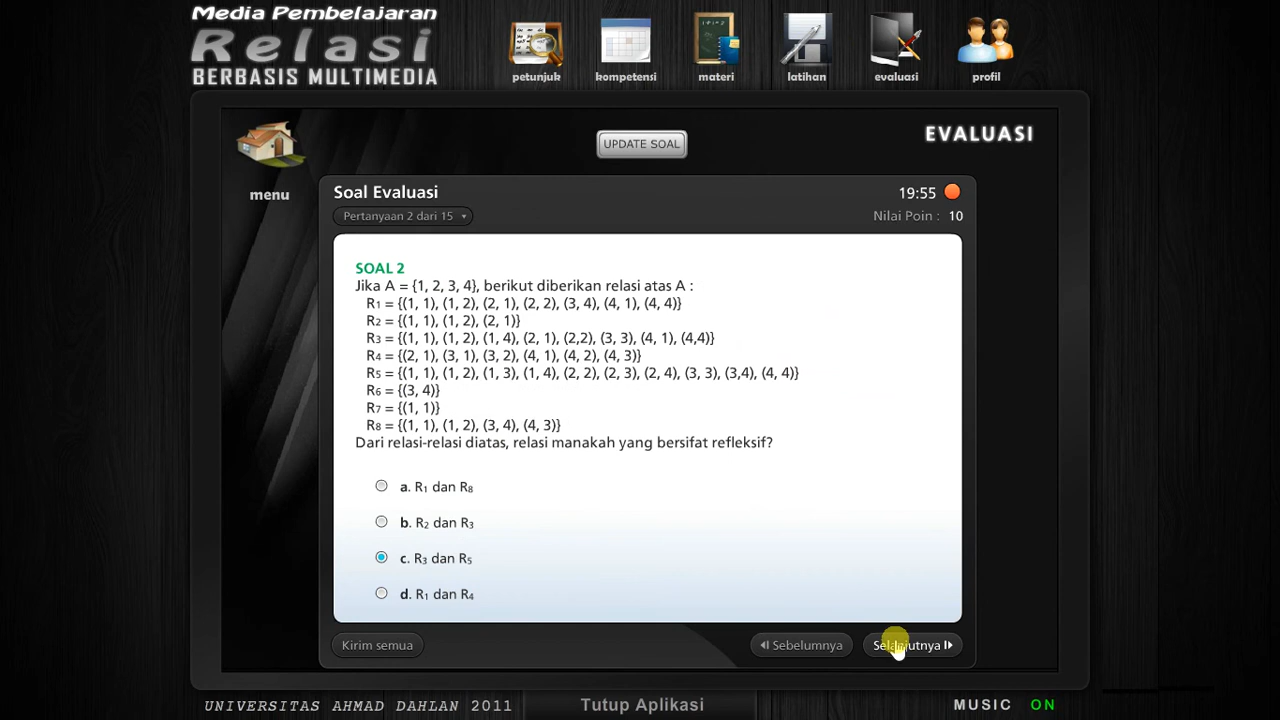 Media Pembelajaran
Relasi
BERBASIS MULTIMEDIA
petunjuk
kompetensi
materi
latihan
evaluasi
profil
UPDATE SOAL
EVALUASI
menu
Soal Evaluasi
19:55
Pertanyaan 2 dari 15
Nilai Poin : 10
SOAL 2
Jika A = {1, 2, 3, 4}, berikut diberikan relasi atas A :
R1 = {(1, 1), (1, 2), (2, 1), (2, 2), (3, 4), (4, 1), (4, 4)}
R2 = {(1, 1), (1, 2), (2, 1)}
R3 = {(1, 1), (1, 2), (1, 4), (2, 1), (2,2), (3, 3), (4, 1), (4,4)}
R4 = {(2, 1), (3, 1), (3, 2), (4, 1), (4, 2), (4, 3)}
R5 = {(1, 1), (1, 2), (1, 3), (1, 4), (2, 2), (2, 3), (2, 4), (3, 3), (3,4), (4, 4)}
R6 = {(3, 4)}
R7 = {(1, 1)}
R8 = {(1, 1), (1, 2), (3, 4), (4, 3)}
Dari relasi-relasi diatas, relasi manakah yang bersifat refleksif?
a. R1 dan R8
b. R2 dan R3
c. R3 dan R5
d. R1 dan R4
Kirim semua
Sebelumnya
Selanjutnya
UNIVERSITAS AHMAD DAHLAN 2011
Tutup Aplikasi
MUSIC ON